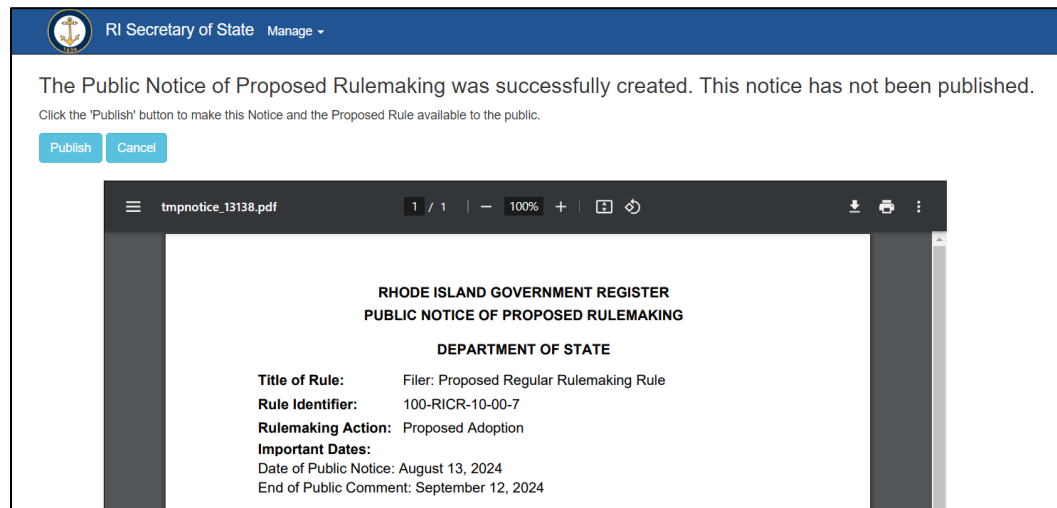 RI Secretary of State Manage
The Public Notice of Proposed Rulemaking was successfully created. This notice has not been published.
Click the 'Publish' button to make this Notice and the Proposed Rule available to the public.
Publish Cancel
tmpnotice_13138.pdf 1 / 1 100%
RHODE ISLAND GOVERNMENT REGISTER
PUBLIC NOTICE OF PROPOSED RULEMAKING
DEPARTMENT OF STATE
Title of Rule: Filer: Proposed Regular Rulemaking Rule
Rule Identifier: 100-RICR-10-00-7
Rulemaking Action: Proposed Adoption
Important Dates:
Date of Public Notice: August 13, 2024
End of Public Comment: September 12, 2024